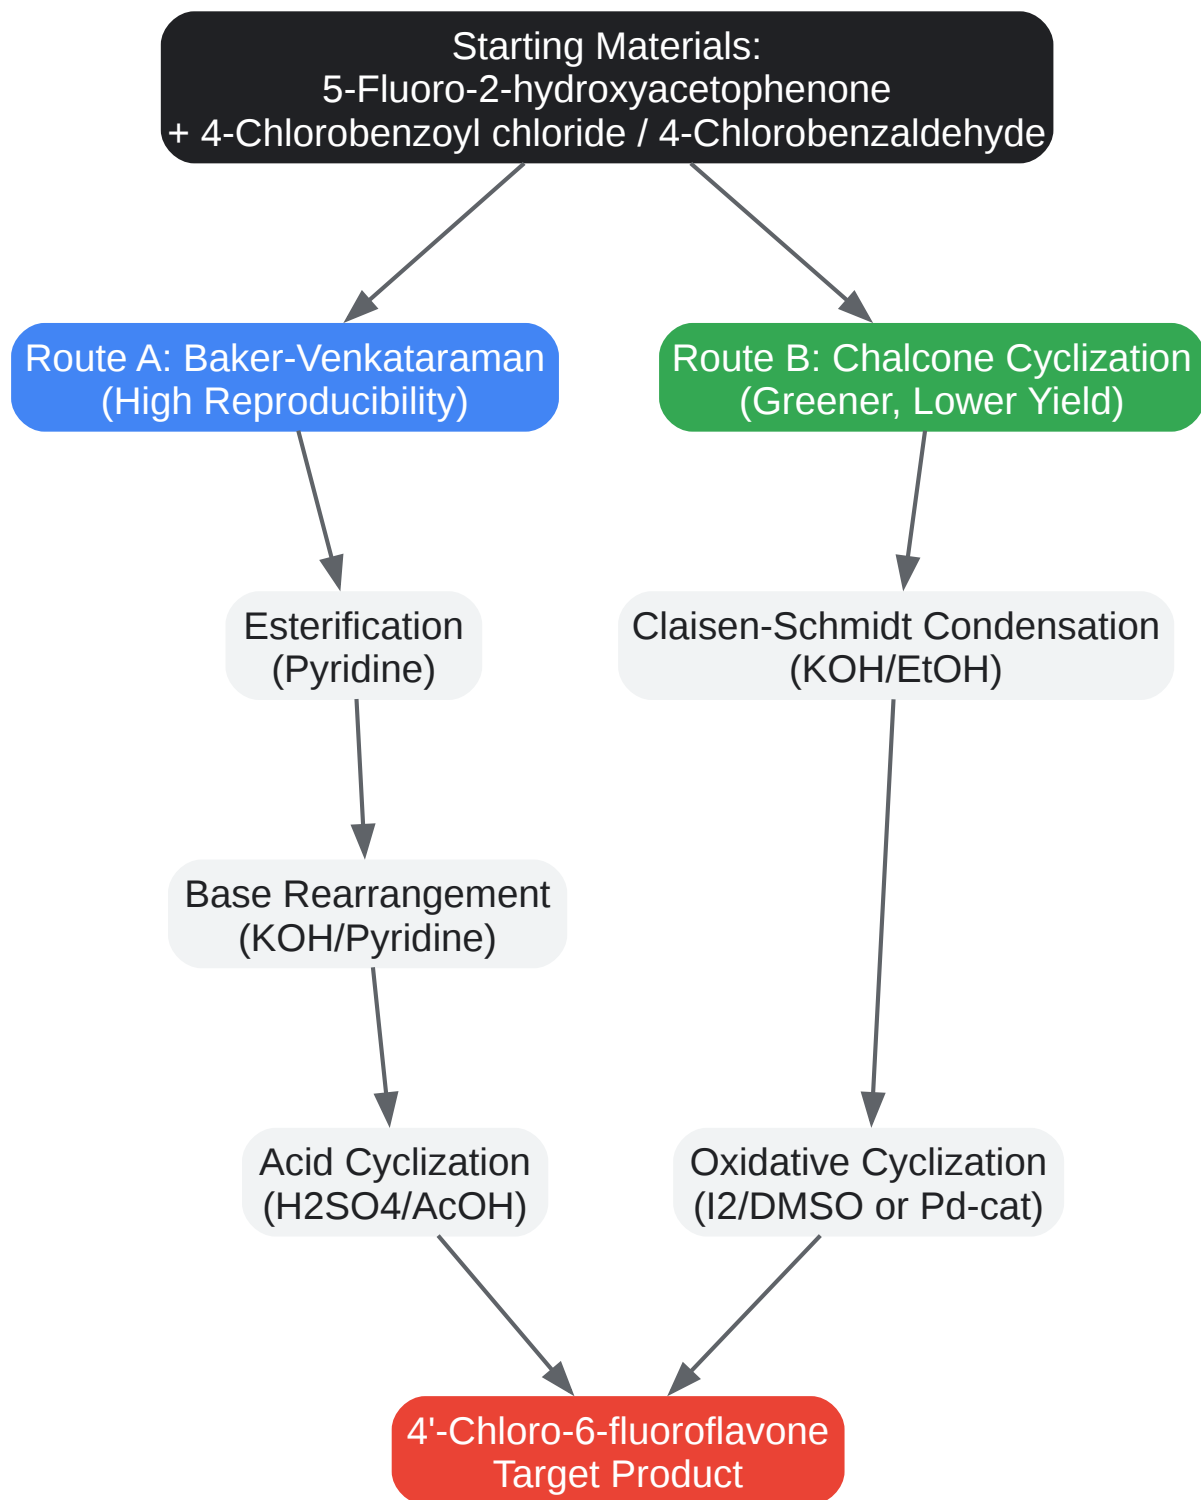 Starting Materials:
5-Fluoro-2-hydroxyacetophenone
+ 4-Chlorobenzoyl chloride / 4-Chlorobenzaldehyde
Route A: Baker-Venkataraman
(High Reproducibility)
Route B: Chalcone Cyclization
(Greener, Lower Yield)
Esterification
(Pyridine)
Claisen-Schmidt Condensation
(KOH/EtOH)
Base Rearrangement
(KOH/Pyridine)
Acid Cyclization
(H2SO4/AcOH)
Oxidative Cyclization
(I2/DMSO or Pd-cat)
4'-Chloro-6-fluoroflavone
Target Product